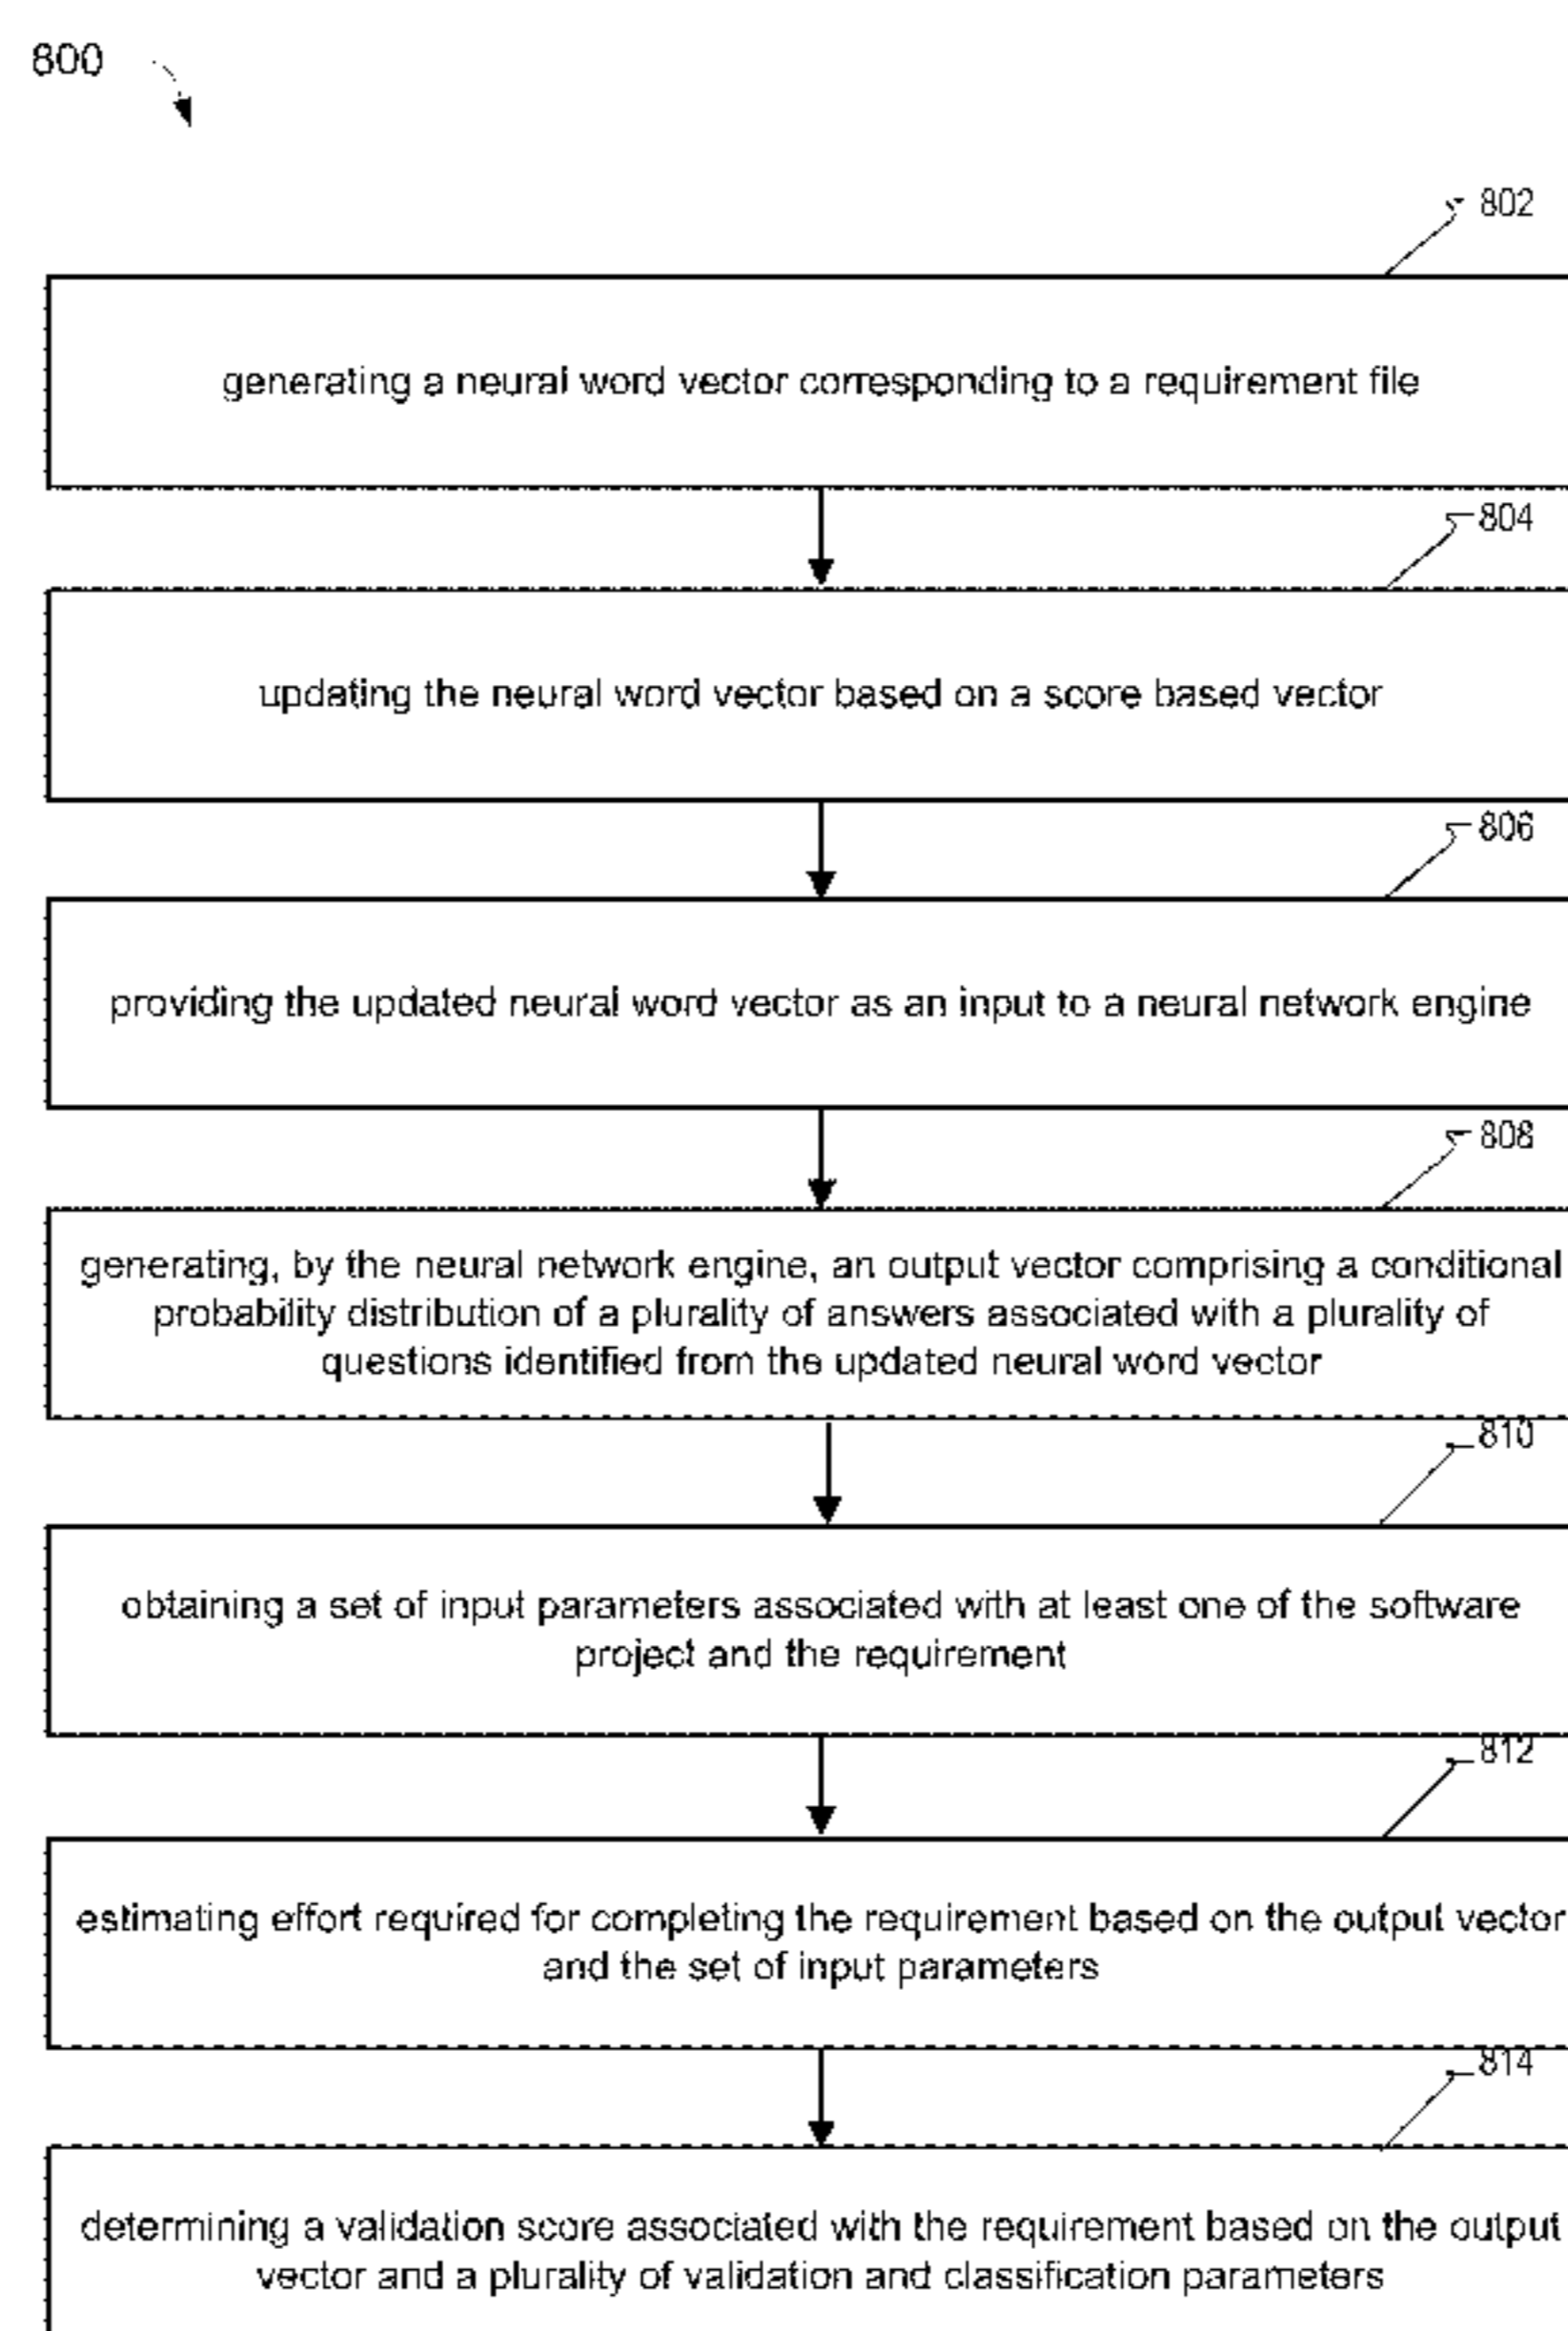 800
802
generating a neural word vector corresponding to a requirement file
804
updating the neural word vector based on a score based vector
806
providing the updated neural word vector as an input to a neural network engine
808
generating, by the neural network engine, an output vector comprising a conditional
probability distribution of a plurality of answers associated with a plurality of
questions identified from the updated neural word vector
810
obtaining a set of input parameters associated with at least one of the software
project and the requirement
812
estimating effort required for completing the requirement based on the output vector
and the set of input parameters
814
determining a validation score associated with the requirement based on the output
vector and a plurality of validation and classification parameters